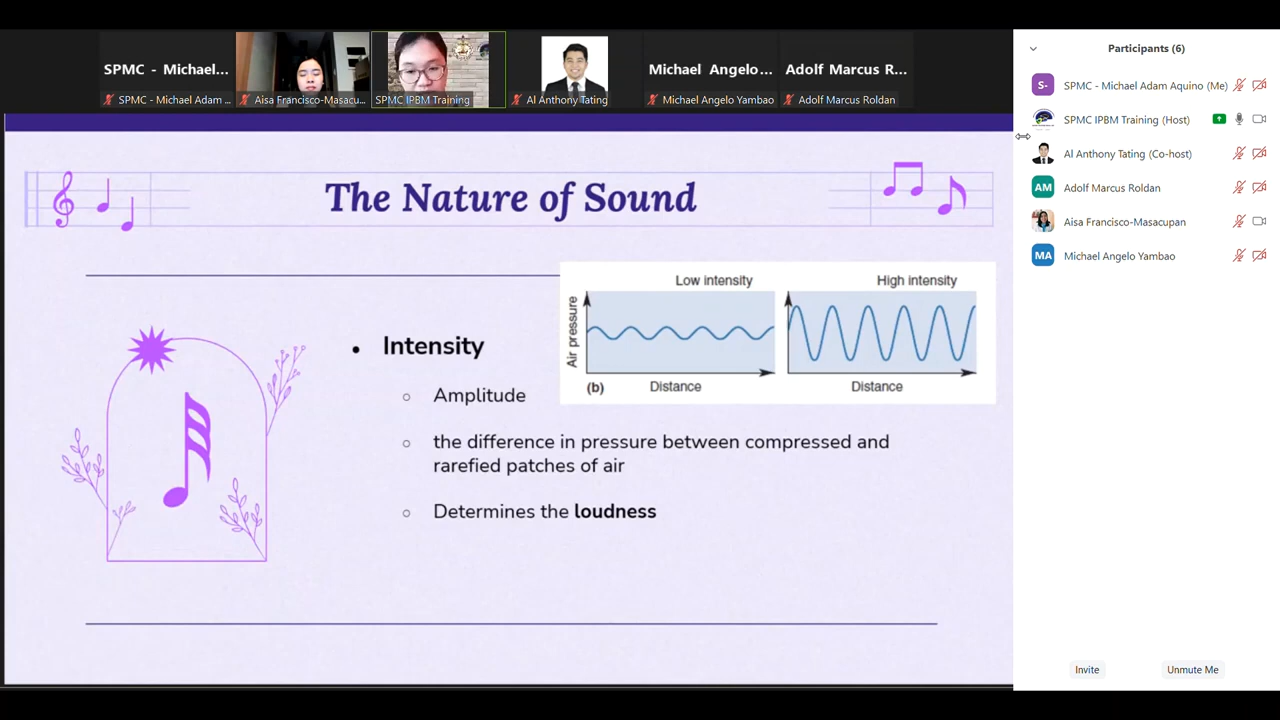 SPMC - Michael...
Michael Angelo...
Adolf Marcus R...
SPMC - Michael Adam ...
Aisa Francisco-Masacu...
SPMC IPBM Training
Al Anthony Tating
Michael Angelo Yambao
Adolf Marcus Roldan
The Nature of Sound
Low intensity
High intensity
Air pressure
Distance
Distance
(b)
• Intensity
○ Amplitude
○ the difference in pressure between compressed and
rarefied patches of air
○ Determines the loudness
Participants (6)
S- SPMC - Michael Adam Aquino (Me)
SPMC IPBM Training (Host)
Al Anthony Tating (Co-host)
AM Adolf Marcus Roldan
Aisa Francisco-Masacupan
MA Michael Angelo Yambao
Invite
Unmute Me